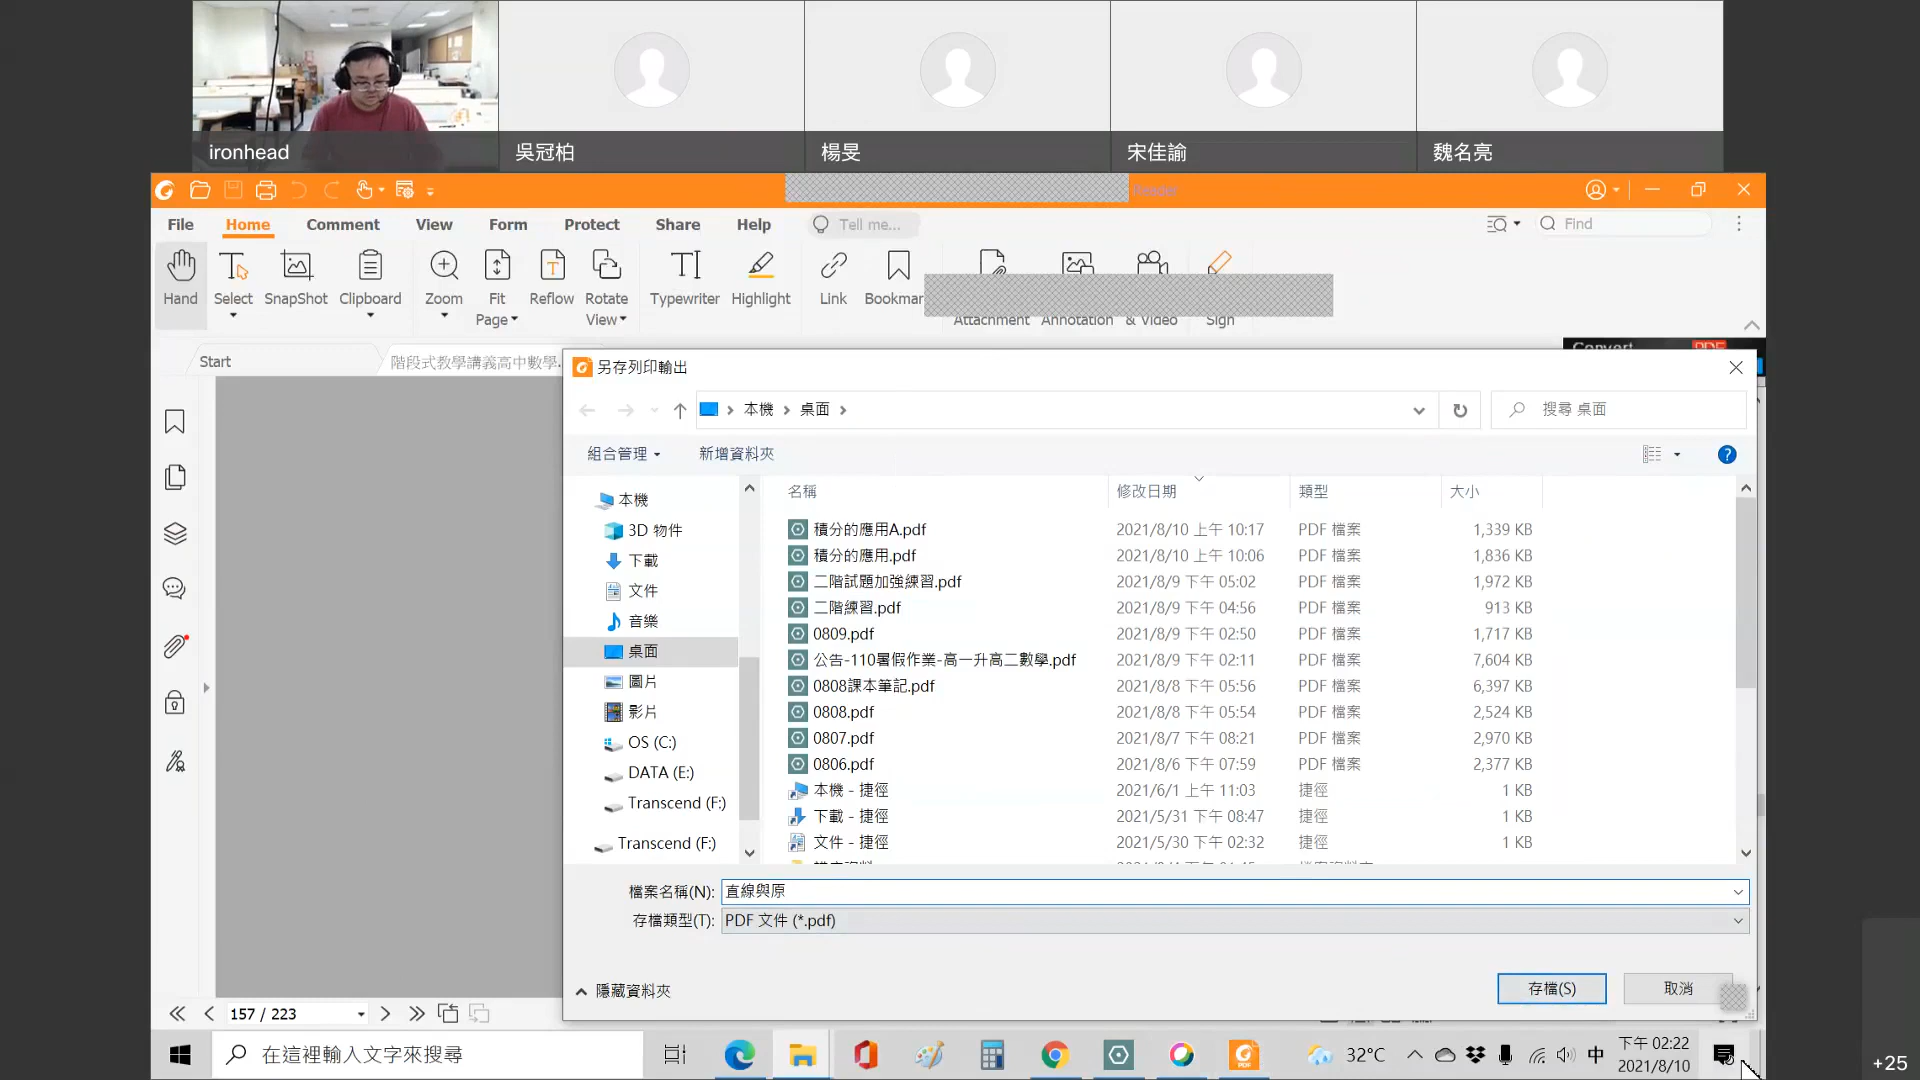 ironhead
吳冠柏
楊旻
宋佳諭
魏名亮
Reader
File Home Comment View Form Protect Share Help Tell me... Find
Hand
Select
SnapShot
Clipboard
Zoom
Fit Page
Reflow
Rotate View
Typewriter
Highlight
Link
Bookmar
Attachment
Annotation
& Video
Sign
Convert
PDF
Start
階段式教學講義高中數學.
另存列印輸出
本機 桌面
搜尋 桌面
組合管理 新增資料夾
名稱 修改日期 類型 大小
本機
3D 物件
下載
文件
音樂
桌面
圖片
影片
OS (C:)
DATA (E:)
Transcend (F:)
Transcend (F:)
積分的應用A.pdf 2021/8/10 上午 10:17 PDF 檔案 1,339 KB
積分的應用.pdf 2021/8/10 上午 10:06 PDF 檔案 1,836 KB
二階試題加強練習.pdf 2021/8/9 下午 05:02 PDF 檔案 1,972 KB
二階練習.pdf 2021/8/9 下午 04:56 PDF 檔案 913 KB
0809.pdf 2021/8/9 下午 02:50 PDF 檔案 1,717 KB
公告-110暑假作業-高一升高二數學.pdf 2021/8/9 下午 02:11 PDF 檔案 7,604 KB
0808課本筆記.pdf 2021/8/8 下午 05:56 PDF 檔案 6,397 KB
0808.pdf 2021/8/8 下午 05:54 PDF 檔案 2,524 KB
0807.pdf 2021/8/7 下午 08:21 PDF 檔案 2,970 KB
0806.pdf 2021/8/6 下午 07:59 PDF 檔案 2,377 KB
本機 - 捷徑 2021/6/1 上午 11:03 捷徑 1 KB
下載 - 捷徑 2021/5/31 下午 08:47 捷徑 1 KB
文件 - 捷徑 2021/5/30 下午 02:32 捷徑 1 KB
檔案名稱(N): 直線與原
存檔類型(T): PDF 文件 (*.pdf)
隱藏資料夾
存檔(S)
取消
157 / 223
在這裡輸入文字來搜尋
32°C
中
下午 02:22
2021/8/10
+25